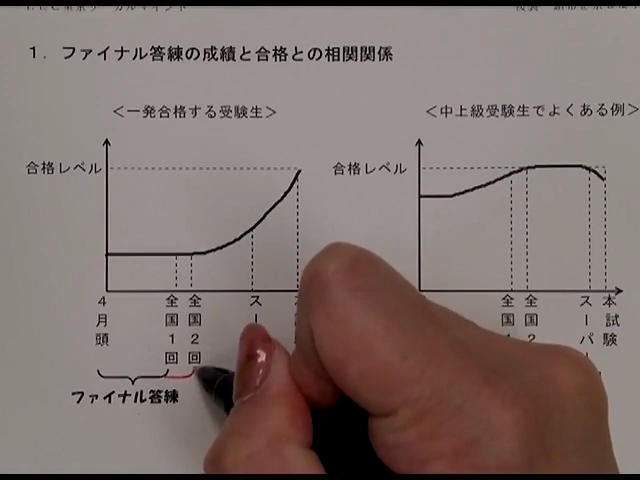 1. ファイナル答練の成績と合格との相関関係
＜一発合格する受験生＞
＜中上級受験生でよくある例＞
合格レベル
合格レベル
4月頭
全国1回
全国2回
スー
全国
全国2
スーパ
本試験
ファイナル答練